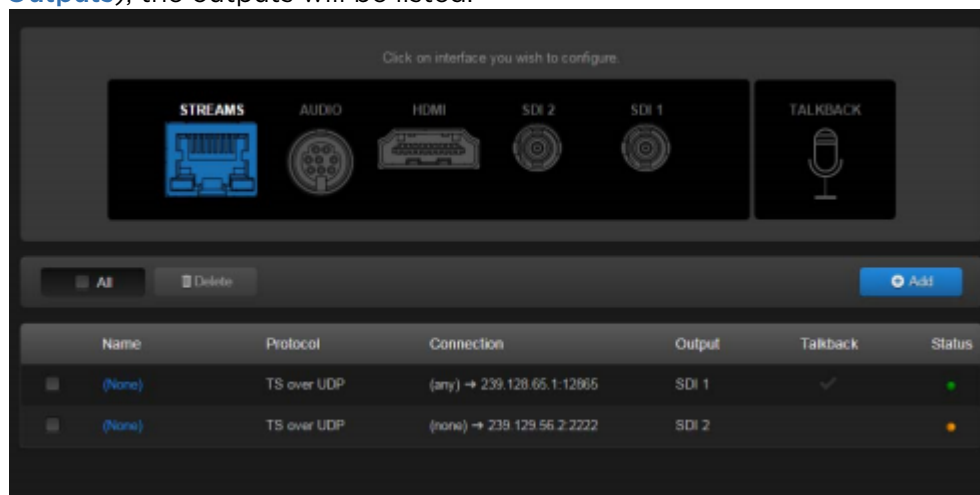 Outputs), the outputs will be listed.
Click on interface you wish to configure.
STREAMS AUDIO HDMI SDI 2 SDI 1 TALKBACK
All Delete Add
Name Protocol Connection Output Talkback Status
(None) TS over UDP (any) → 239.128.65.1:12865 SDI 1
(None) TS over UDP (none) → 239.129.56.2:2222 SDI 2